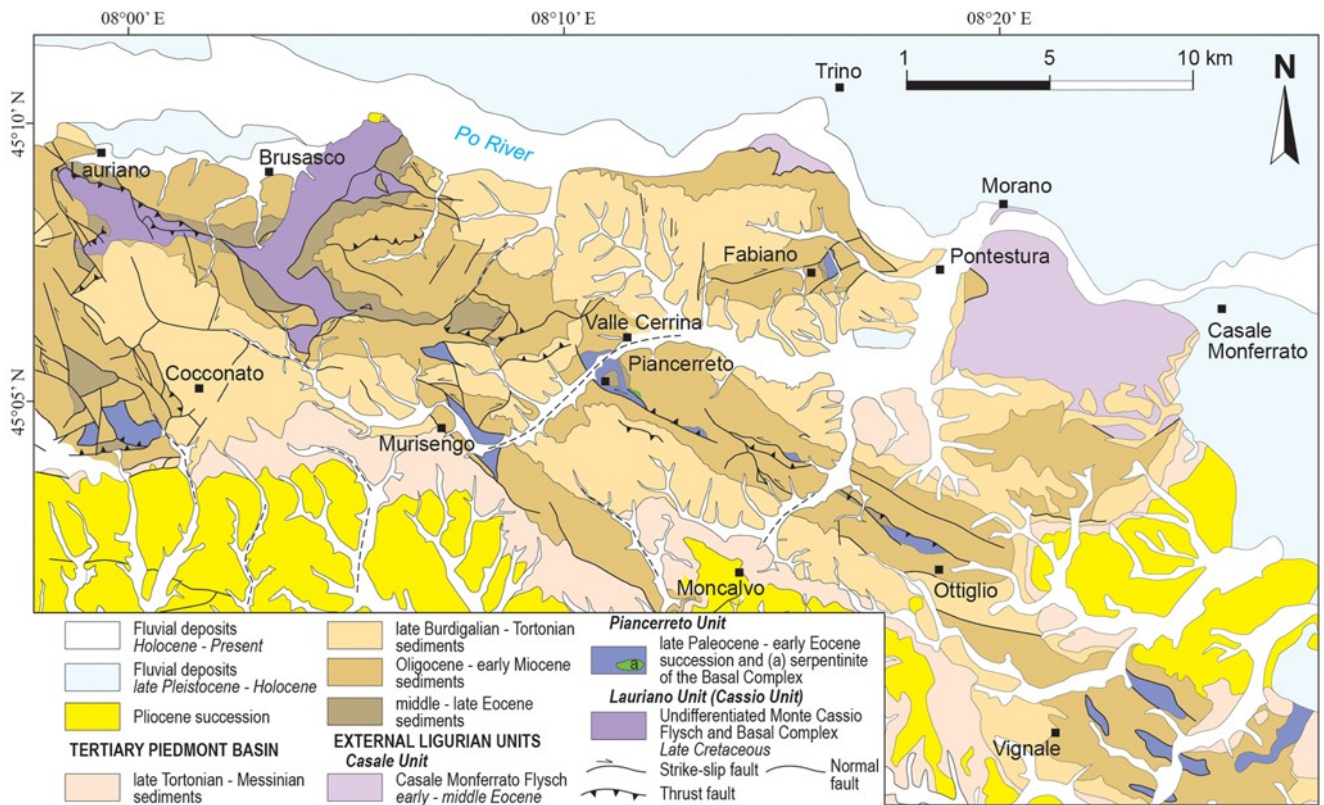 08°00’ E
08°10’ E
08°20’ E
45°10’ N
45°05’ N
1
5
10 km
N
Trino
Po River
Lauriano
Brusasco
Morano
Fabiano
Pontestura
Casale
Monferrato
Valle Cerrina
Cocconato
Piancerreto
Murisengo
Moncalvo
Ottiglio
Vignale
Fluvial deposits
Holocene - Present
Fluvial deposits
late Pleistocene - Holocene
Pliocene succession
TERTIARY PIEDMONT BASIN
late Tortonian - Messinian
sediments
late Burdigalian - Tortonian
sediments
Oligocene - early Miocene
sediments
middle - late Eocene
sediments
EXTERNAL LIGURIAN UNITS
Casale Unit
Casale Monferrato Flysch
early - middle Eocene
Piancerreto Unit
a
late Paleocene - early Eocene
succession and (a) serpentinite
of the Basal Complex
Lauriano Unit (Cassio Unit)
Undifferentiated Monte Cassio
Flysch and Basal Complex
Late Cretaceous
Strike-slip fault
Normal
fault
Thrust fault